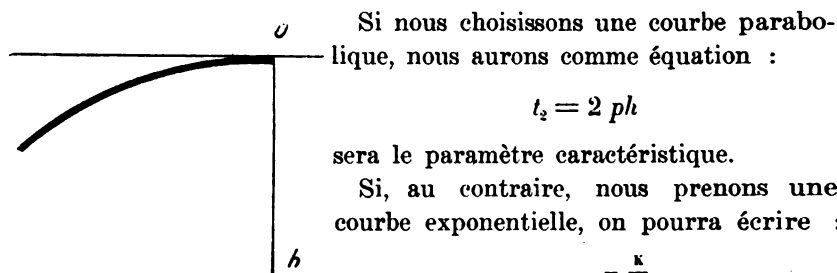 o
Si nous choisissons une courbe parabo-
lique, nous aurons comme équation :
t₂ = 2 ph
sera le paramètre caractéristique.
Si, au contraire, nous prenons une
courbe exponentielle, on pourra écrire :
K
h